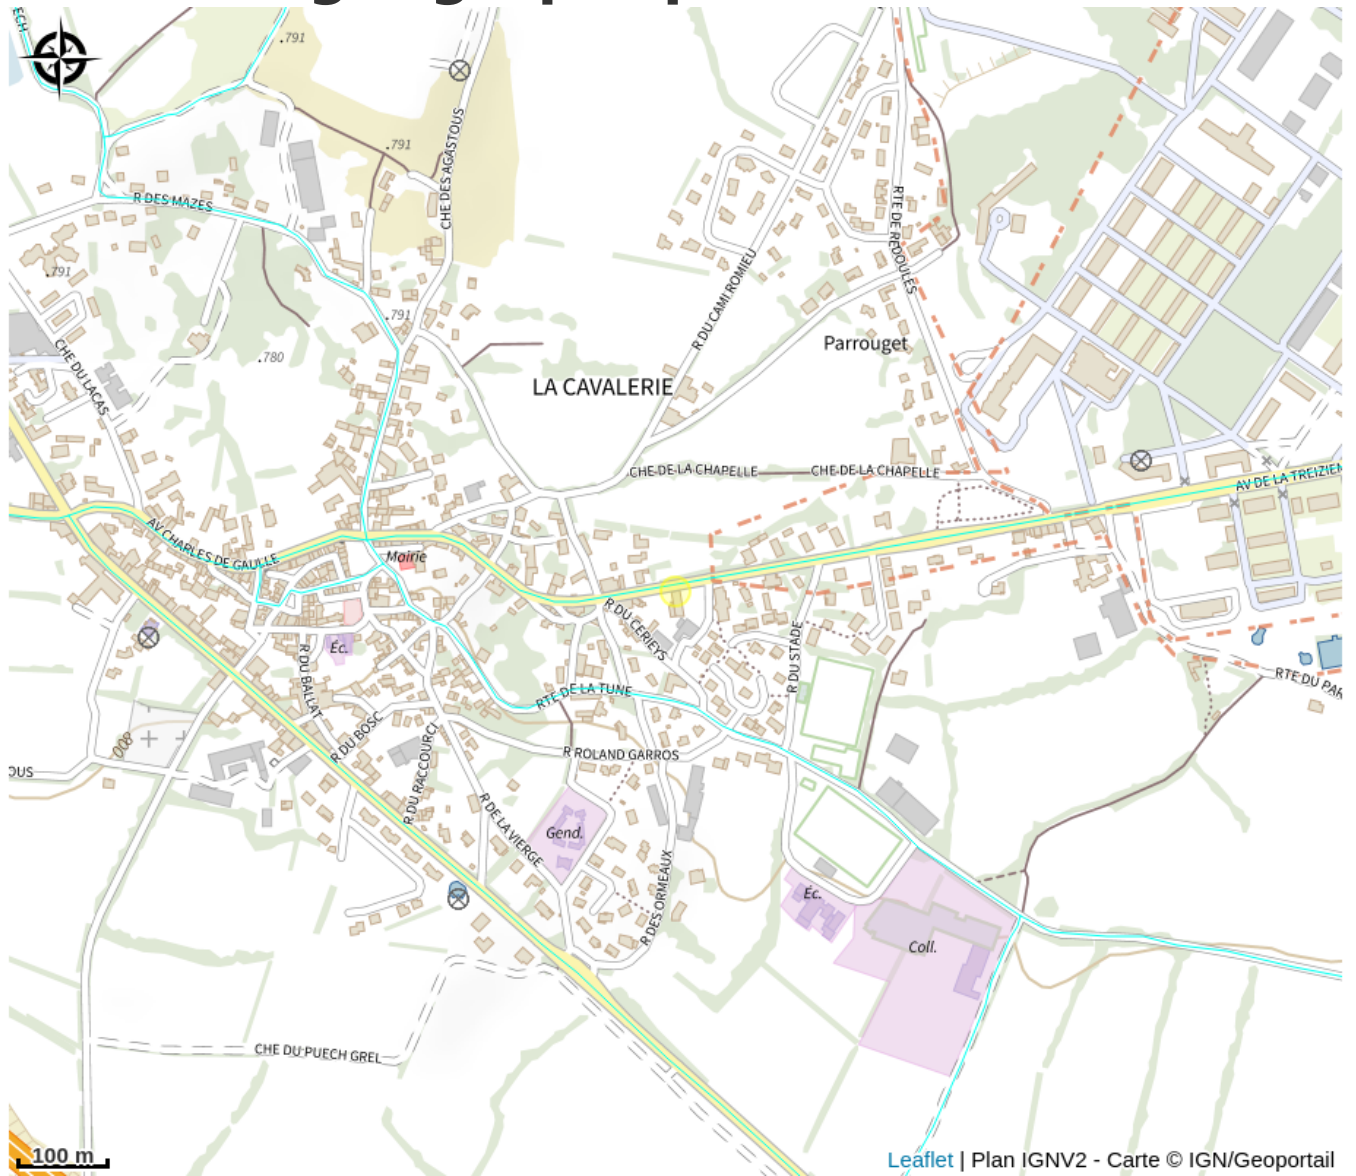 ECH
.791
.791
CHE DES AGASTOUS
R DES MAZES
RTE DE REDOULES
.791
R DU CAMI ROMIEU
.791
Parrouget
CHE DU LACAS
.780
LA CAVALERIE
CHE DE LA CHAPELLE
CHE DE LA CHAPELLE
AV DE LA TREIZIEM
AV CHARLES DE GAULLE
Mairie
R DU CERIEYS
Éc.
R DU STADE
R DU BALLAT
RTE DE LA TUNE
RTE DU PAR
800
R DU BOSC
R ROLAND GARROS
OUS
R DU RACCOURCI
R DE LA VIERGE
Gend.
R DES ORMEAUX
Éc.
Coll.
CHE DU PUECH GREL
100 m
Leaflet | Plan IGNV2 - Carte © IGN/Geoportail